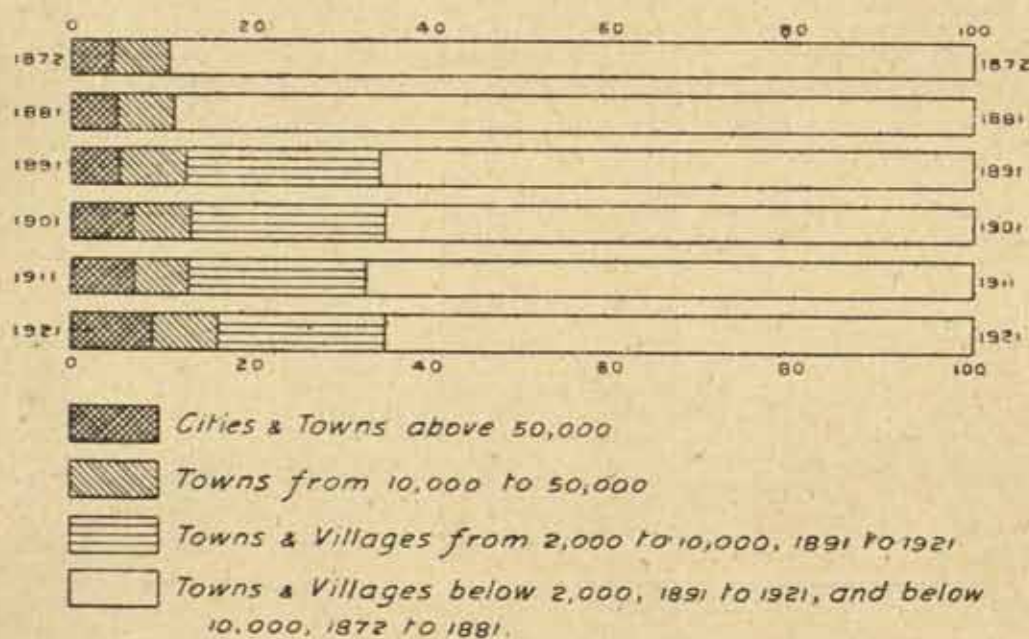 0 20 40 60 80 100
1872 1872
1881 1881
1891 1891
1901 1901
1911 1911
1921 1921
0 20 40 60 80 100
Cities & Towns above 50,000
Towns from 10,000 to 50,000
Towns & Villages from 2,000 to 10,000, 1891 to 1921
Towns & Villages below 2,000, 1891 to 1921, and below
10,000, 1872 to 1881.